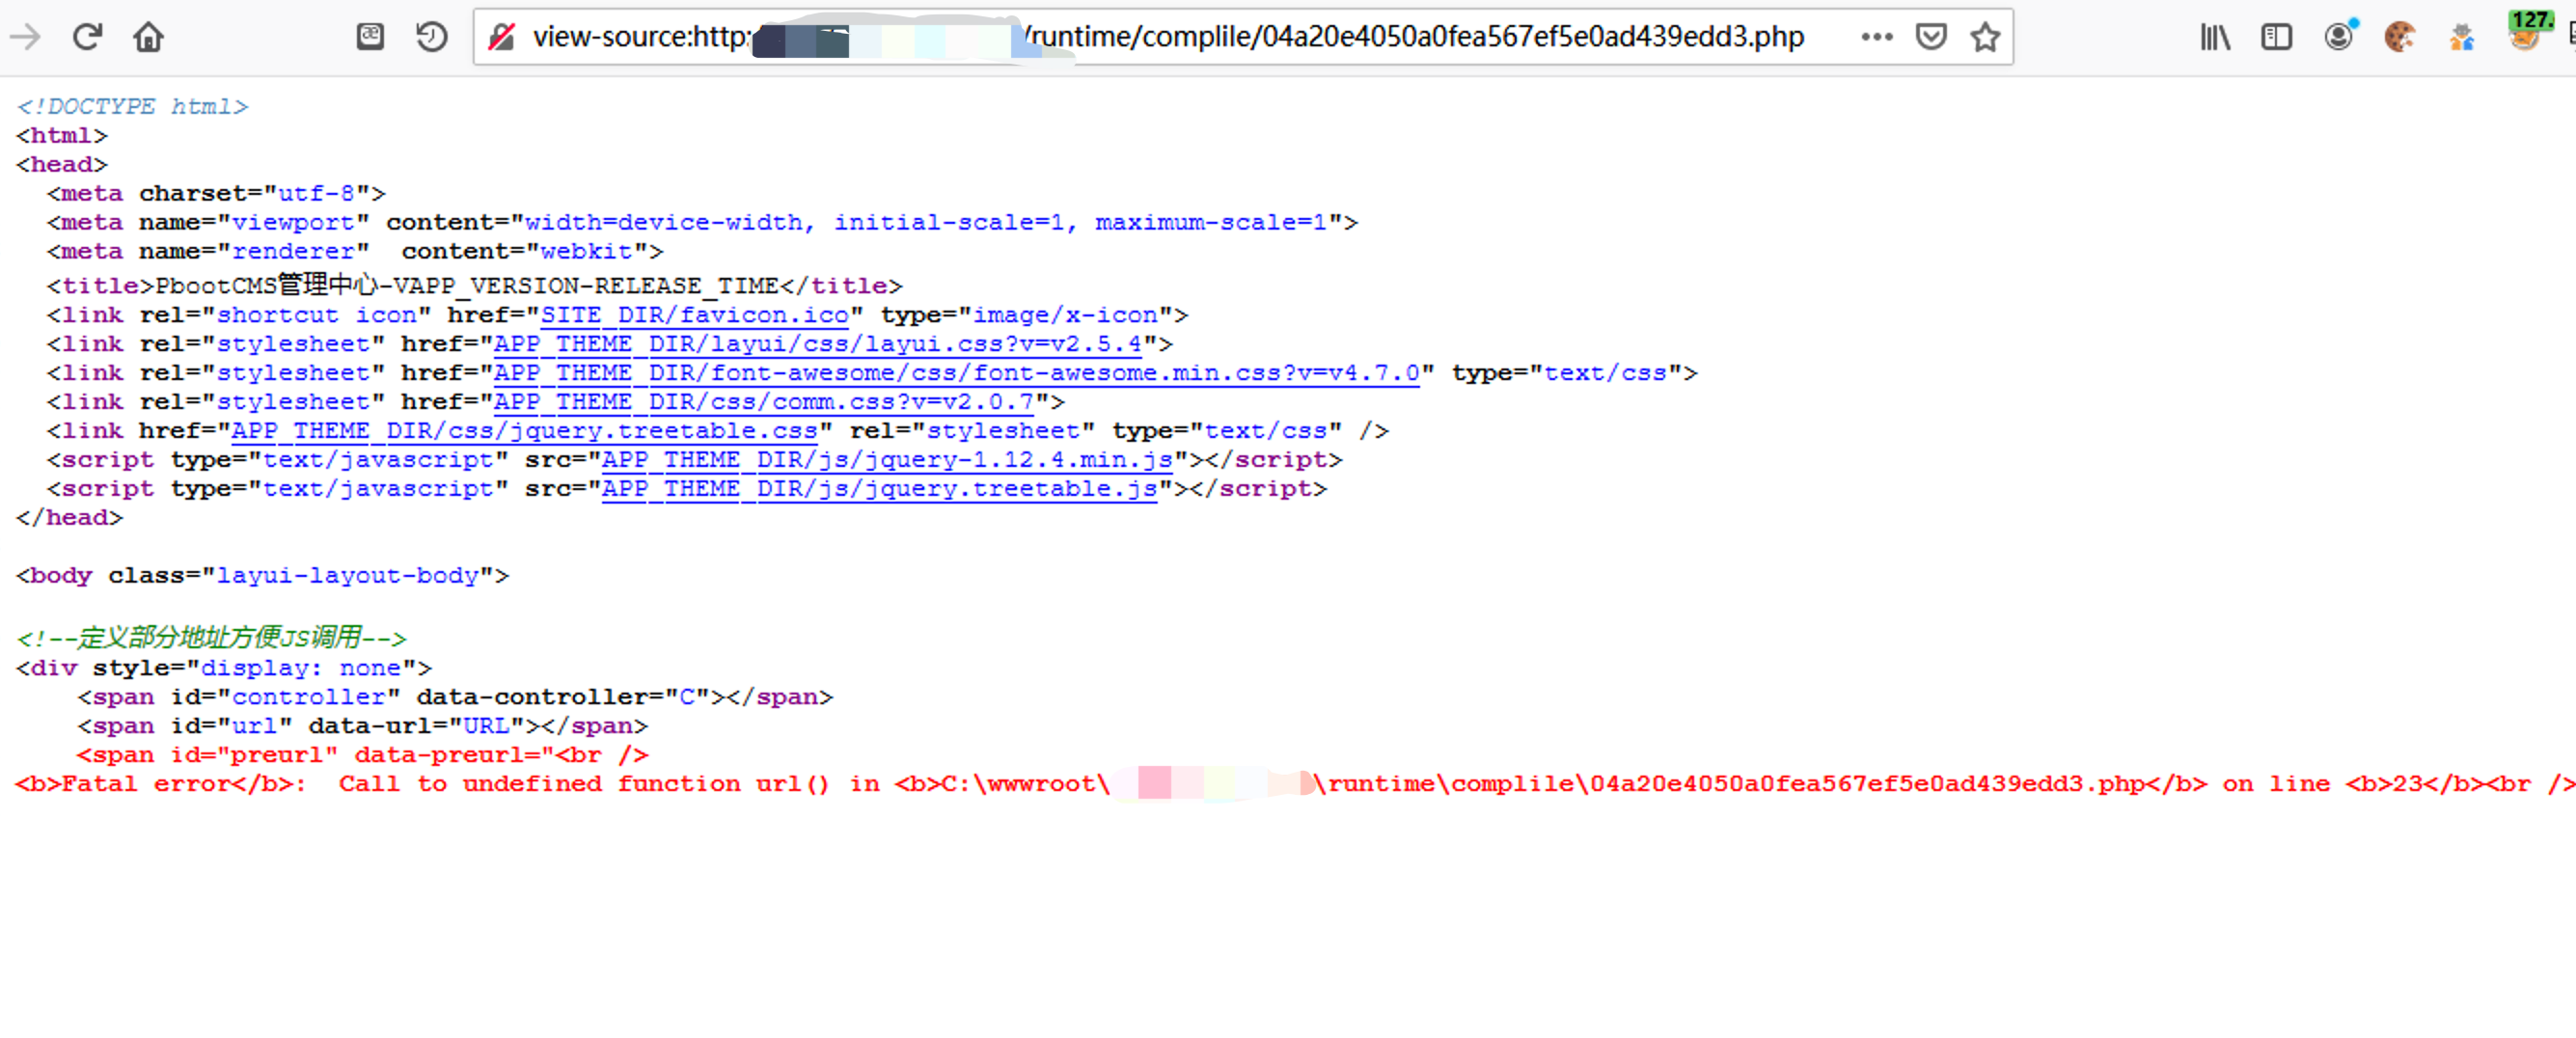 view-source:http: /runtime/complile/04a20e4050a0fea567ef5e0ad439edd3.php
127.
<!DOCTYPE html>
<html>
<head>
<meta charset="utf-8">
<meta name="viewport" content="width=device-width, initial-scale=1, maximum-scale=1">
<meta name="renderer"  content="webkit">
<title>PbootCMS管理中心-VAPP_VERSION-RELEASE_TIME</title>
<link rel="shortcut icon" href="SITE_DIR/favicon.ico" type="image/x-icon">
<link rel="stylesheet" href="APP_THEME_DIR/layui/css/layui.css?v=v2.5.4">
<link rel="stylesheet" href="APP_THEME_DIR/font-awesome/css/font-awesome.min.css?v=v4.7.0" type="text/css">
<link rel="stylesheet" href="APP_THEME_DIR/css/comm.css?v=v2.0.7">
<link href="APP_THEME_DIR/css/jquery.treetable.css" rel="stylesheet" type="text/css" />
<script type="text/javascript" src="APP_THEME_DIR/js/jquery-1.12.4.min.js"></script>
<script type="text/javascript" src="APP_THEME_DIR/js/jquery.treetable.js"></script>
</head>
<body class="layui-layout-body">
<!--定义部分地址方便JS调用-->
<div style="display: none">
<span id="controller" data-controller="C"></span>
<span id="url" data-url="URL"></span>
<span id="preurl" data-preurl="<br />
<b>Fatal error</b>:  Call to undefined function url() in <b>C:\wwwroot\ \runtime\complile\04a20e4050a0fea567ef5e0ad439edd3.php</b> on line <b>23</b><br />